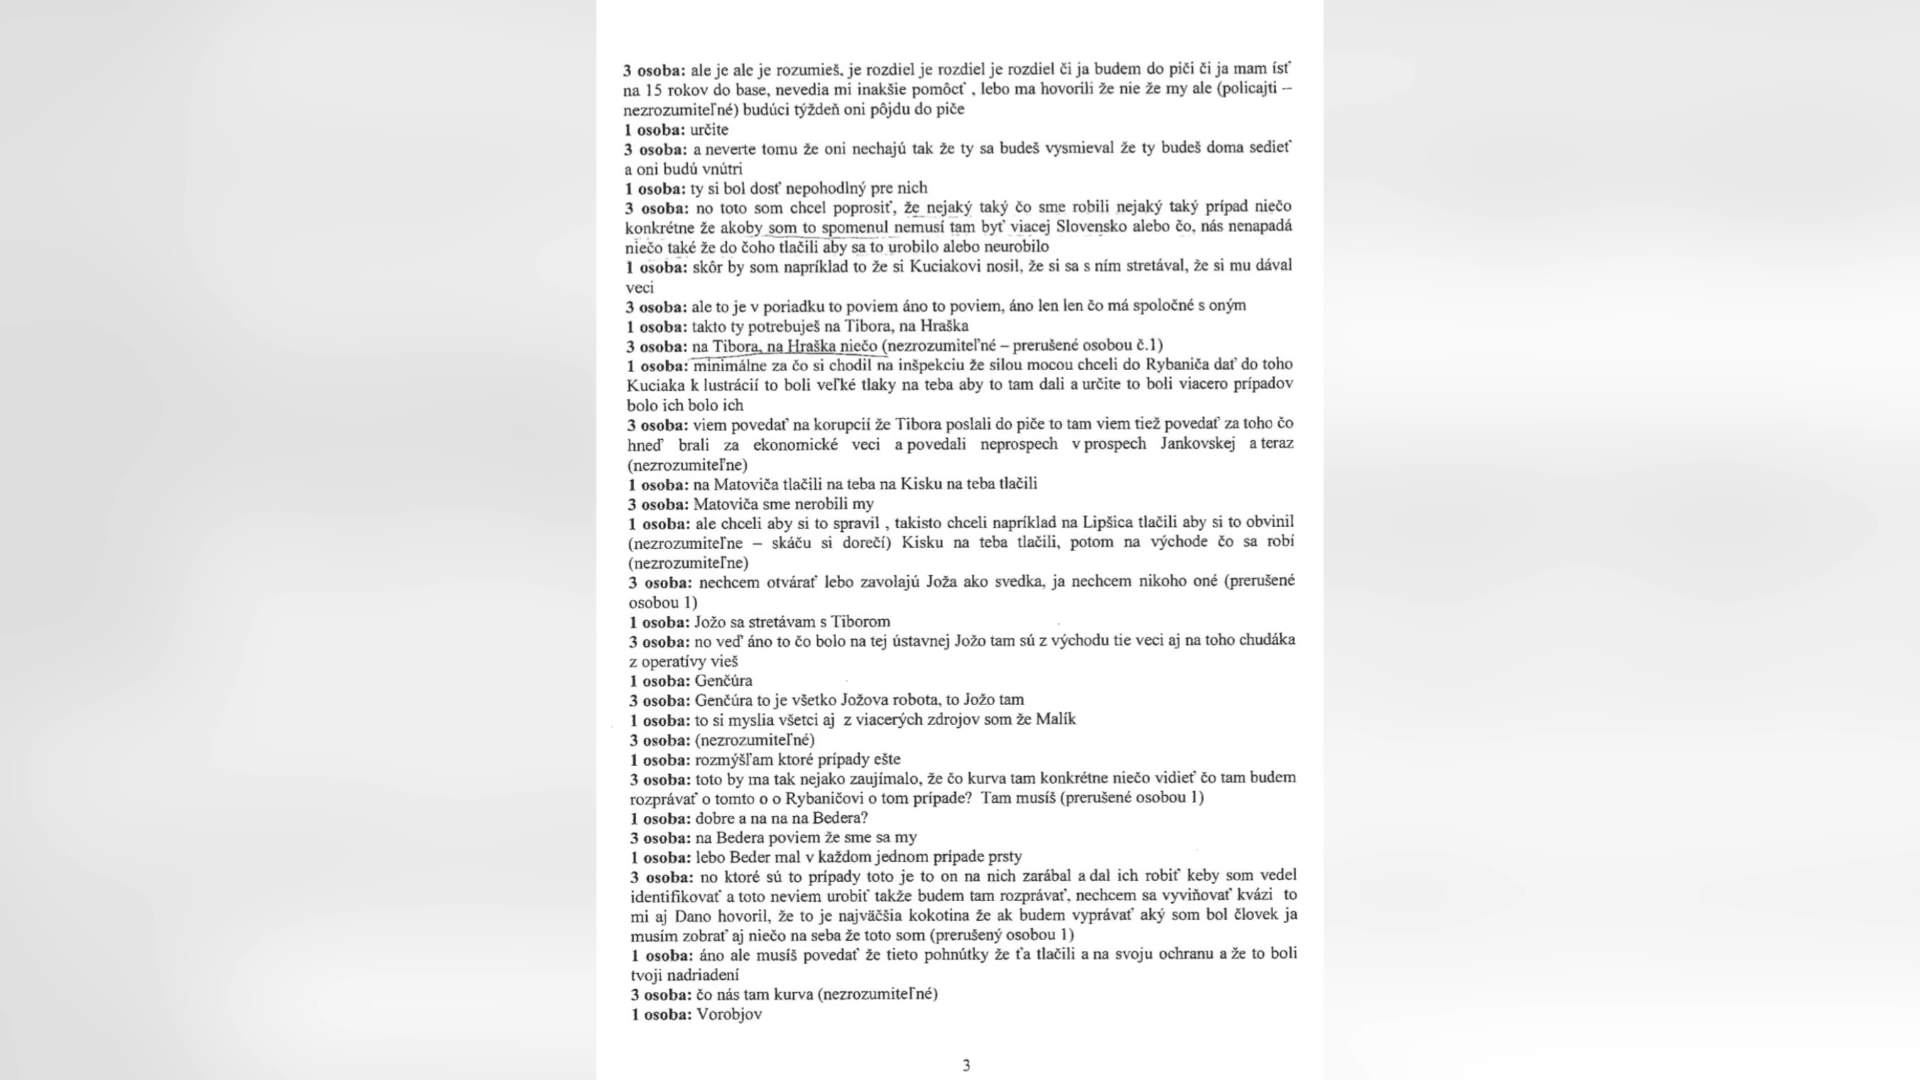 3 osoba: ale je ale je rozumieš, je rozdiel je rozdiel je rozdiel či ja budem do piči či ja mam ísť
na 15 rokov do base, nevedia mi inakšie pomôcť , lebo ma hovorili že nie že my ale (policajti –
nezrozumiteľné) budúci týždeň oni pôjdu do piče
1 osoba: určite
3 osoba: a neverte tomu že oni nechajú tak že ty sa budeš vysmieval že ty budeš doma sedieť
a oni budú vnútri
1 osoba: ty si bol dosť nepohodlný pre nich
3 osoba: no toto som chcel poprosiť, že nejaký taký čo sme robili nejaký taký prípad niečo
konkrétne že akoby som to spomenul nemusí tam byť viacej Slovensko alebo čo, nás nenapadá
niečo také že do čoho tlačili aby sa to urobilo alebo neurobilo
1 osoba: skôr by som napríklad to že si Kuciakovi nosil, že si sa s ním stretával, že si mu dával
veci
3 osoba: ale to je v poriadku to poviem áno to poviem, áno len len čo má spoločné s oným
1 osoba: takto ty potrebuješ na Tibora, na Hraška
3 osoba: na Tibora, na Hraška niečo (nezrozumiteľné – prerušené osobou č.1)
1 osoba: minimálne za čo si chodil na inšpekciu že silou mocou chceli do Rybaniča dať do toho
Kuciaka k lustrácií to boli veľké tlaky na teba aby to tam dali a určite to boli viacero prípadov
bolo ich bolo ich
3 osoba: viem povedať na korupcií že Tibora poslali do piče to tam viem tiež povedať za toho čo
hneď brali za ekonomické veci a povedali neprospech v prospech Jankovskej a teraz
(nezrozumiteľne)
1 osoba: na Matoviča tlačili na teba na Kisku na teba tlačili
3 osoba: Matoviča sme nerobili my
1 osoba: ale chceli aby si to spravil , takisto chceli napríklad na Lipšica tlačili aby si to obvinil
(nezrozumiteľne – skáču si dorečí) Kisku na teba tlačili, potom na východe čo sa robí
(nezrozumiteľne)
3 osoba: nechcem otvárať lebo zavolajú Joža ako svedka, ja nechcem nikoho oné (prerušené
osobou 1)
1 osoba: Jožo sa stretávam s Tiborom
3 osoba: no veď áno to čo bolo na tej ústavnej Jožo tam sú z východu tie veci aj na toho chudáka
z operatívy vieš
1 osoba: Genčúra
3 osoba: Genčúra to je všetko Jožova robota, to Jožo tam
1 osoba: to si myslia všetci aj z viacerých zdrojov som že Malík
3 osoba: (nezrozumiteľné)
1 osoba: rozmýšľam ktoré prípady ešte
3 osoba: toto by ma tak nejako zaujímalo, že čo kurva tam konkrétne niečo vidieť čo tam budem
rozprávať o tomto o o Rybaničovi o tom prípade? Tam musíš (prerušené osobou 1)
1 osoba: dobre a na na na Bedera?
3 osoba: na Bedera poviem že sme sa my
1 osoba: lebo Beder mal v každom jednom prípade prsty
3 osoba: no ktoré sú to prípady toto je to on na nich zarábal a dal ich robiť keby som vedel
identifikovať a toto neviem urobiť takže budem tam rozprávať, nechcem sa vyviňovať kvázi to
mi aj Dano hovoril, že to je najväčšia kokotina že ak budem vyprávať aký som bol človek ja
musím zobrať aj niečo na seba že toto som (prerušený osobou 1)
1 osoba: áno ale musíš povedať že tieto pohnútky že ťa tlačili a na svoju ochranu a že to boli
tvoji nadriadení
3 osoba: čo nás tam kurva (nezrozumiteľné)
1 osoba: Vorobjov
3